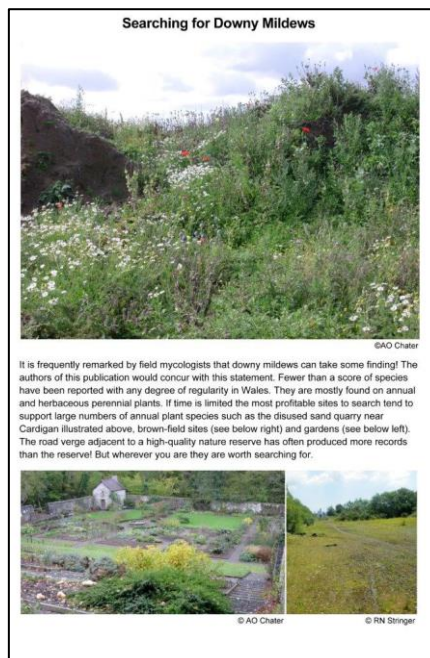 Searching for Downy Mildews
©AO Chater
It is frequently remarked by field mycologists that downy mildews can take some finding! The
authors of this publication would concur with this statement. Fewer than a score of species
have been reported with any degree of regularity in Wales. They are mostly found on annual
and herbaceous perennial plants. If time is limited the most profitable sites to search tend to
support large numbers of annual plant species such as the disused sand quarry near
Cardigan illustrated above, brown-field sites (see below right) and gardens (see below left).
The road verge adjacent to a high-quality nature reserve has often produced more records
than the reserve! But wherever you are they are worth searching for.
© AO Chater
© RN Stringer